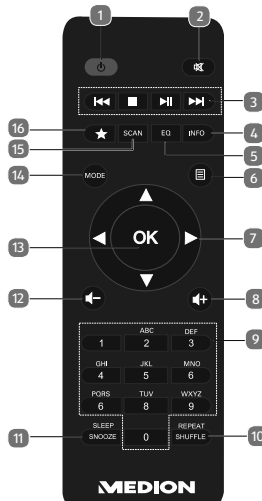 1
2
3
16
SCAN
EQ
INFO
4
15
5
14
MODE
6
13
OK
7
12
8
ABC
DEF
9
1
2
3
GHI
JKL
MNO
4
5
6
PQRS
TUV
WXYZ
6
8
9
SLEEP
REPEAT
11
SNOOZE
0
SHUFFLE
10
MEDION